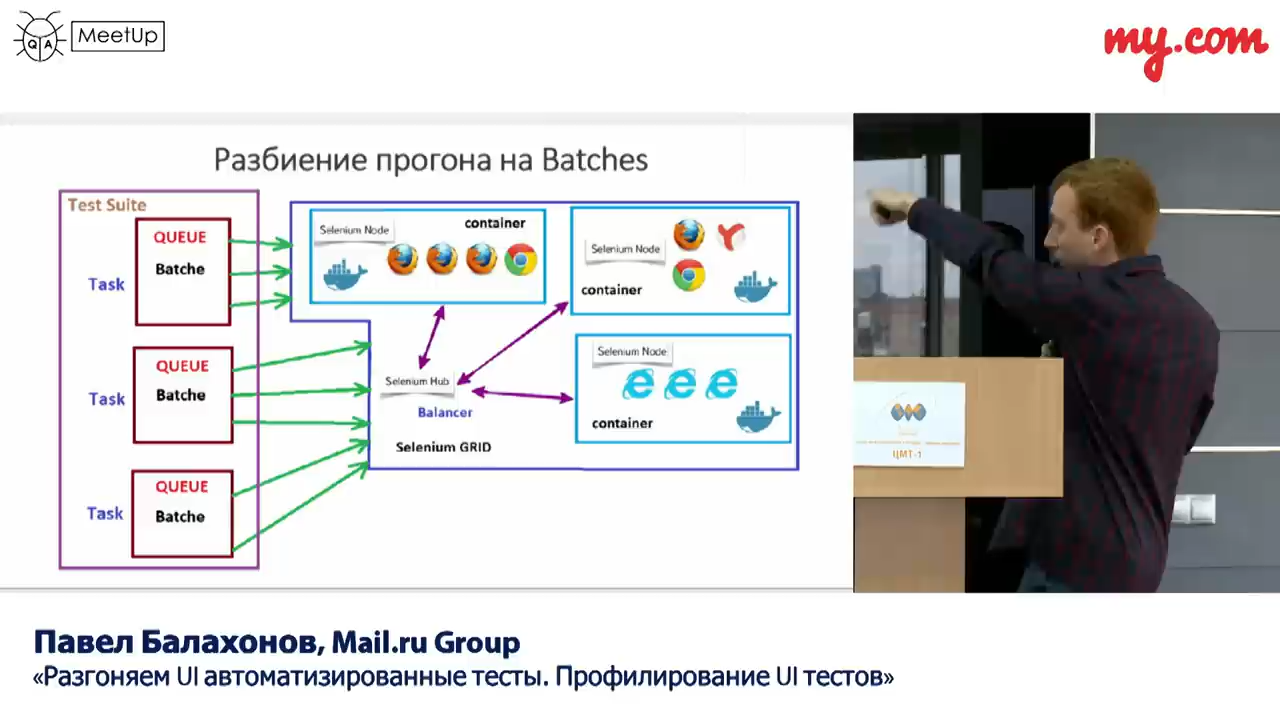 QA
MeetUp
my.com
Разбиение прогона на Batches
Test Suite
QUEUE
Batche
Task
QUEUE
Batche
Task
QUEUE
Batche
Task
Selenium Node
container
Selenium Node
container
Selenium Node
container
Selenium Hub
Balancer
Selenium GRID
ЦМТ-1
Павел Балахонов, Mail.ru Group
«Разгоняем UI автоматизированные тесты. Профилирование UI тестов»